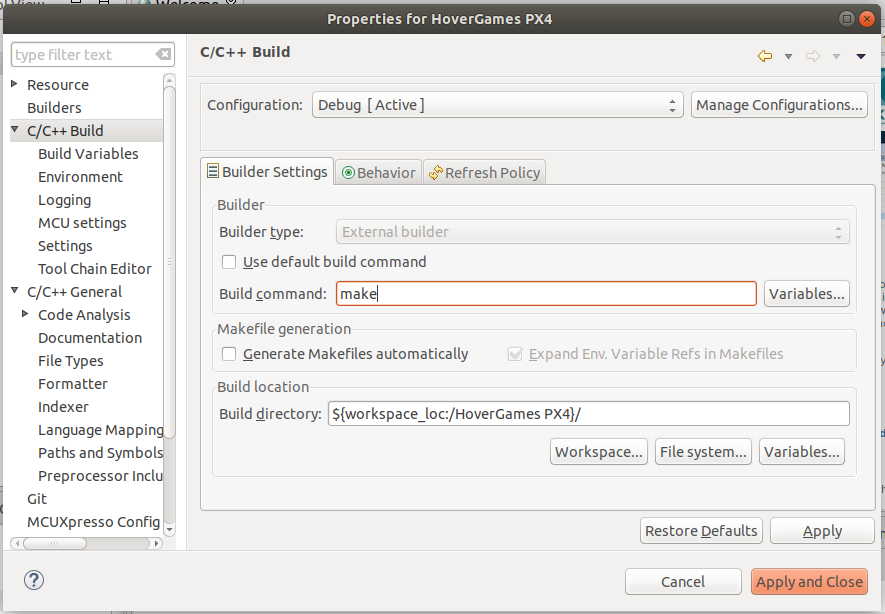 Welcome
Properties for HoverGames PX4
type filter text
Resource
Builders
C/C++ Build
Build Variables
Environment
Logging
MCU settings
Settings
Tool Chain Editor
C/C++ General
Code Analysis
Documentation
File Types
Formatter
Indexer
Language Mapping
Paths and Symbols
Preprocessor Inclu
Git
MCUXpresso Config
C/C++ Build
Configuration: Debug [ Active ] Manage Configurations...
Builder Settings Behavior Refresh Policy
Builder
Builder type: External builder
Use default build command
Build command: make Variables...
Makefile generation
Generate Makefiles automatically Expand Env. Variable Refs in Makefiles
Build location
Build directory: ${workspace_loc:/HoverGames PX4}/
Workspace... File system... Variables...
Restore Defaults Apply
? Cancel Apply and Close